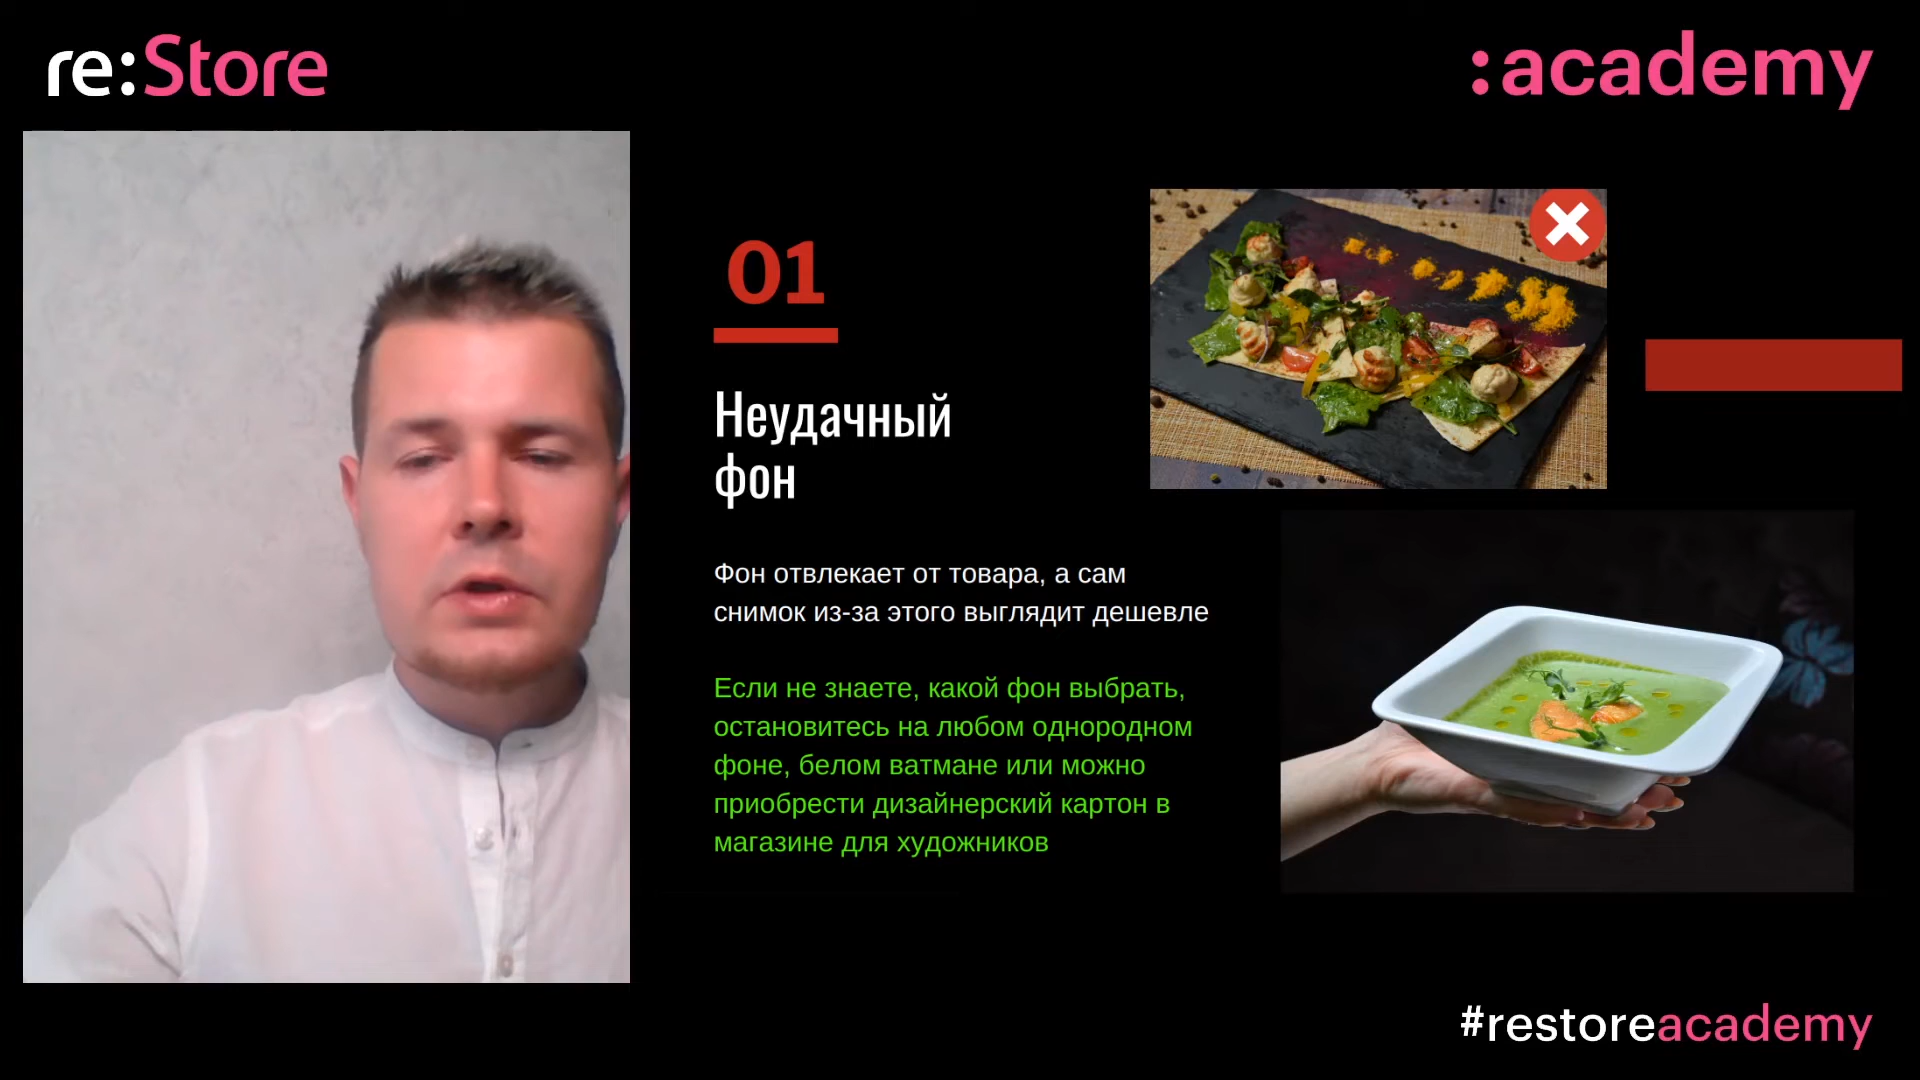 re:Store
:academy
01
Неудачный
фон
Фон отвлекает от товара, а сам
снимок из-за этого выглядит дешевле
Если не знаете, какой фон выбрать,
остановитесь на любом однородном
фоне, белом ватмане или можно
приобрести дизайнерский картон в
магазине для художников
#restoreacademy